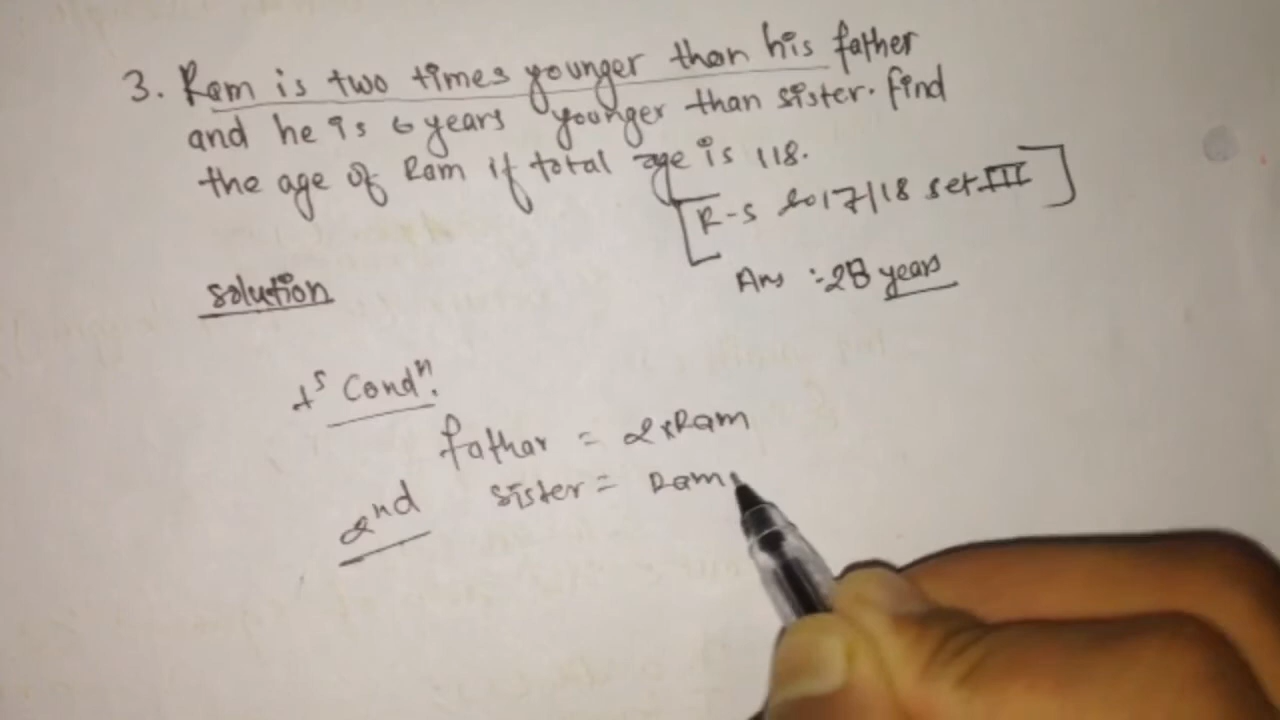 3. Ram is two times younger than his father
and he is 6 years younger than sister. find
the age of Ram if total age is 118.
[R-S 2017/18 set III]
Ans :- 28 years
solution
1s Condn.
father = 2xRam
2nd sister = Ram